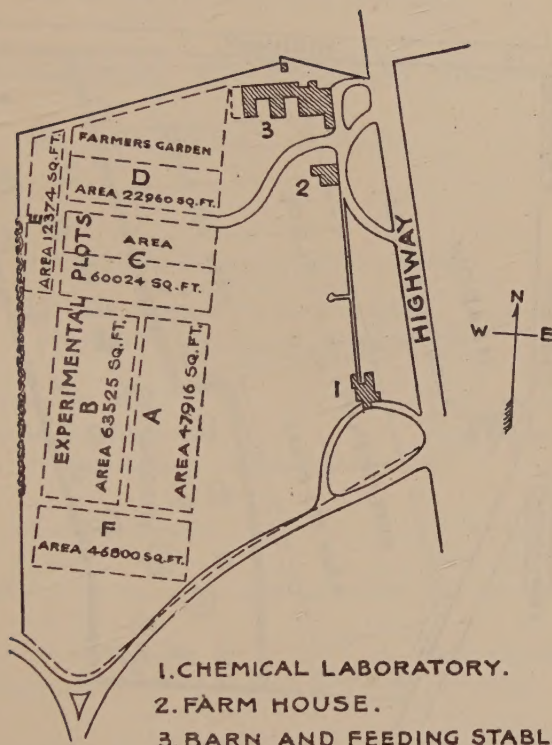 FARMERS GARDEN
3
D
AREA 22960 SQ.FT.
2
E
AREA 12374 SQ.FT.
AREA
C
60024 SQ.FT.
EXPERIMENTAL PLOTS
B
AREA 63525 SQ.FT.
A
AREA 47916 SQ.FT.
HIGHWAY
N
W
E
1
F
AREA 46800 SQ.FT.
1. CHEMICAL LABORATORY.
2. FARM HOUSE.
3 BARN AND FEEDING STABL